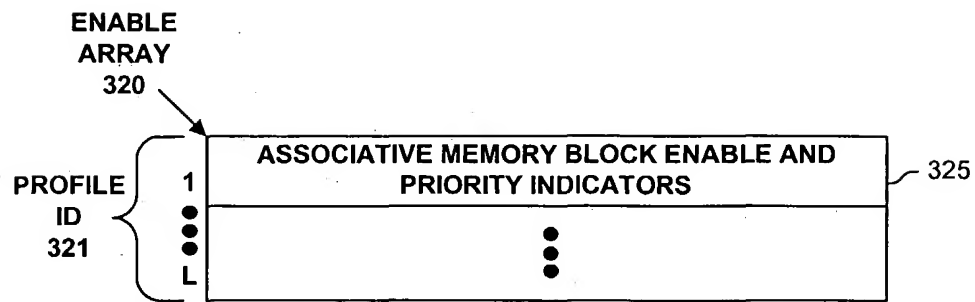 ENABLE
ARRAY
320
ASSOCIATIVE MEMORY BLOCK ENABLE AND
PRIORITY INDICATORS
325
PROFILE
ID
321
1
L